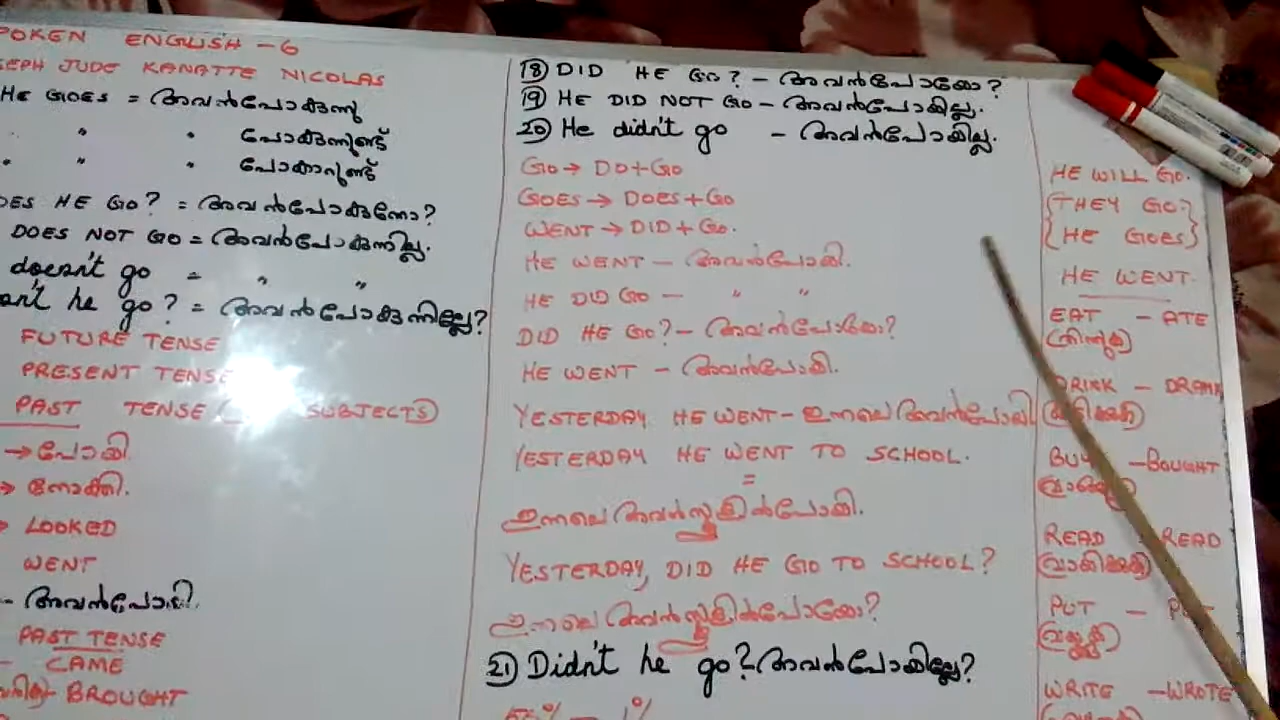 POKEN ENGLISH - 6
SEPH JUDE KANATTE NICOLAS
HE GOES = അവൻപോകുന്നു
" " പോകുന്നുണ്ട്
" " " പോകാറുണ്ട്
OES HE GO? = അവൻപോകുന്നോ?
DOES NOT GO = അവൻപോകുന്നില്ല.
doesn't go = " "
he go? = അവൻപോകുന്നില്ലേ?
FUTURE TENSE
PRESENT TENSE
PAST TENSE ( SUBJECTS)
→ പോയി
→ നോക്കി.
→ LOOKED
WENT
- അവൻപോയി.
PAST TENSE
- CAME
BROUGHT
18) DID HE GO? - അവൻപോയോ?
19) HE DID NOT GO - അവൻപോയില്ല.
20) He didn't go - അവൻപോയില്ല.
GO → DO+GO
GOES → DOES+GO
WENT → DID+GO.
HE WENT - അവൻപോയി.
HE DID GO - " "
DID HE GO? - അവൻപോയോ?
HE WENT - അവൻപോയി.
YESTERDAY HE WENT - ഇന്നലെ അവൻപോയി
YESTERDAY HE WENT TO SCHOOL.
=
ഇന്നലെ അവൻസ്കൂളിൽപോയി.
YESTERDAY, DID HE GO TO SCHOOL?
ഇന്നലെ അവൻസ്കൂളിൽപോയോ?
21) Didn't he go? - അവൻപോയില്ലേ?
HE WILL GO.
{THEY GO}
{HE GOES}
HE WENT.
EAT - ATE
(തിന്നുക)
DRINK - DRANK
BUY - BOUGHT
READ READ
PUT -
WRITE - WROTE